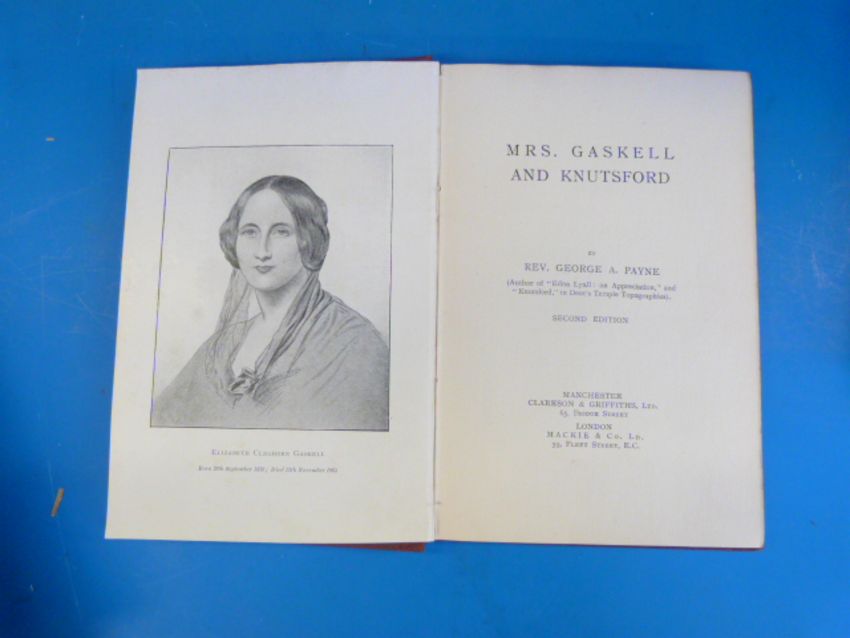 ELIZABETH CLEGHORN GASKELL
Born 29th September 1810; Died 12th November 1865
MRS. GASKELL
AND KNUTSFORD
BY
REV. GEORGE A. PAYNE
(Author of "Edna Lyall: an Appreciation," and
"Knutsford," in Dent's Temple Topographies).
SECOND EDITION
MANCHESTER
CLARKSON & GRIFFITHS, LTD.
65, BRIDGE STREET
LONDON
MACKIE & CO. LD.
59, FLEET STREET, E.C.